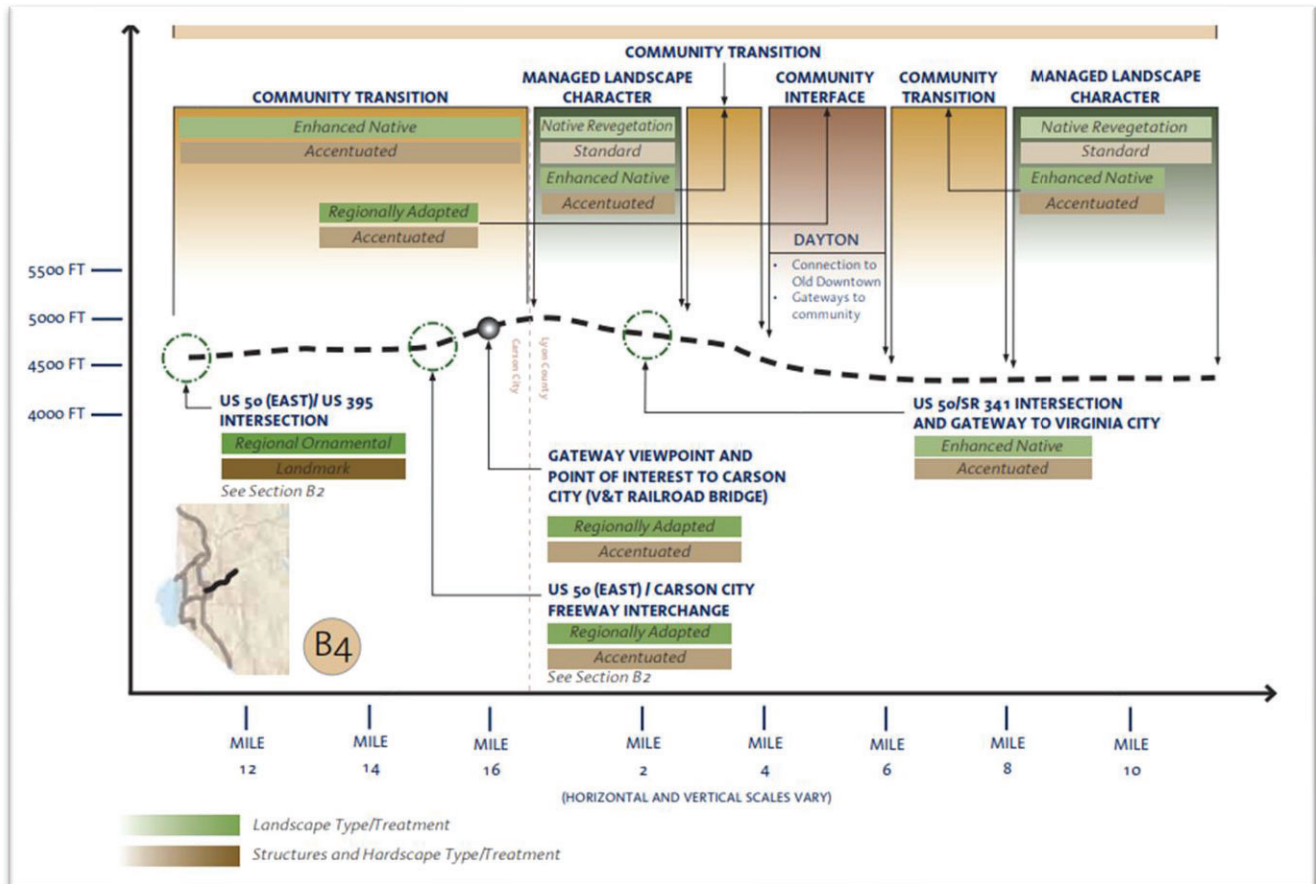 COMMUNITY TRANSITION
MANAGED LANDSCAPE
CHARACTER
COMMUNITY
INTERFACE
COMMUNITY
TRANSITION
MANAGED LANDSCAPE
CHARACTER
COMMUNITY TRANSITION
Enhanced Native
Accentuated
Native Revegetation
Standard
Enhanced Native
Accentuated
Native Revegetation
Standard
Enhanced Native
Accentuated
Regionally Adapted
Accentuated
DAYTON
• Connection to
Old Downtown
• Gateways to
community
5500 FT
5000 FT
4500 FT
4000 FT
Carson City
Lyon County
US 50 (EAST)/ US 395
INTERSECTION
Regional Ornamental
Landmark
See Section B2
GATEWAY VIEWPOINT AND
POINT OF INTEREST TO CARSON
CITY (V&T RAILROAD BRIDGE)
Regionally Adapted
Accentuated
US 50 (EAST) / CARSON CITY
FREEWAY INTERCHANGE
Regionally Adapted
Accentuated
See Section B2
US 50/SR 341 INTERSECTION
AND GATEWAY TO VIRGINIA CITY
Enhanced Native
Accentuated
B4
MILE
12
MILE
14
MILE
16
MILE
2
MILE
4
MILE
6
MILE
8
MILE
10
(HORIZONTAL AND VERTICAL SCALES VARY)
Landscape Type/Treatment
Structures and Hardscape Type/Treatment